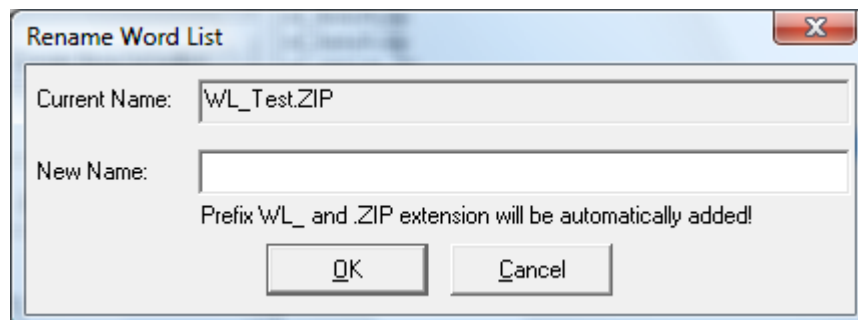 Rename Word List
Current Name: WL_Test.ZIP
New Name:
Prefix WL_ and .ZIP extension will be automatically added!
OK Cancel